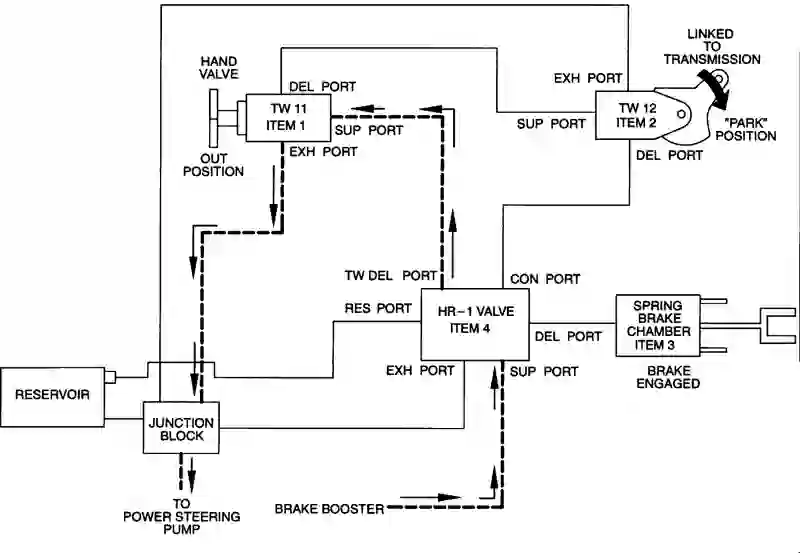 LINKED
TO
TRANSMISSION
HAND
VALVE
DEL PORT
EXH PORT
TW 11
ITEM 1
SUP PORT
SUP PORT
TW 12
ITEM 2
"PARK"
POSITION
OUT
POSITION
EXH PORT
DEL PORT
TW DEL PORT
CON PORT
RES PORT
HR-1 VALVE
ITEM 4
SPRING
BRAKE
CHAMBER
ITEM 3
DEL PORT
EXH PORT
SUP PORT
BRAKE
ENGAGED
RESERVOIR
JUNCTION
BLOCK
TO
POWER STEERING
PUMP
BRAKE BOOSTER